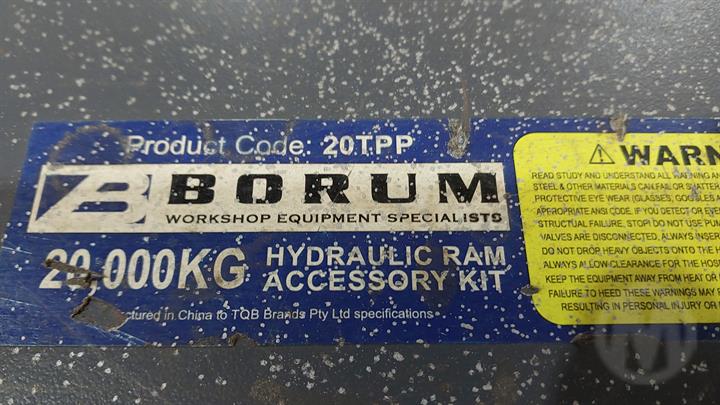 Product Code: 20TPP
BORUM
WORKSHOP EQUIPMENT SPECIALISTS
20,000KG HYDRAULIC RAM
ACCESSORY KIT
ctured in China to TQB Brands Pty Ltd specifications
WARN
READ STUDY AND UNDERSTAND ALL WARNING AN
STEEL & OTHER MATERIALS CAN FAIL OR SHATTE
PROTECTIVE EYE WEAR (GLASSES, GOGGLES A
APPROPRIATE ANSI CODE. IF YOU DETECT OR EVE
STRUCTURAL FAILURE, STOP! DO NOT USE PUM
VALVES ARE DISCONNECTED. ALWAYS INSER
DO NOT DROP HEAVY OBJECTS ONTO THE
ALWAYS ALLOW CLEARANCE FOR THE HOS
KEEP THE EQUIPMENT AWAY FROM HEAT OR
FAILURE TO HEED THESE WARNINGS MAY
RESULTING IN PERSONAL INJURY OR